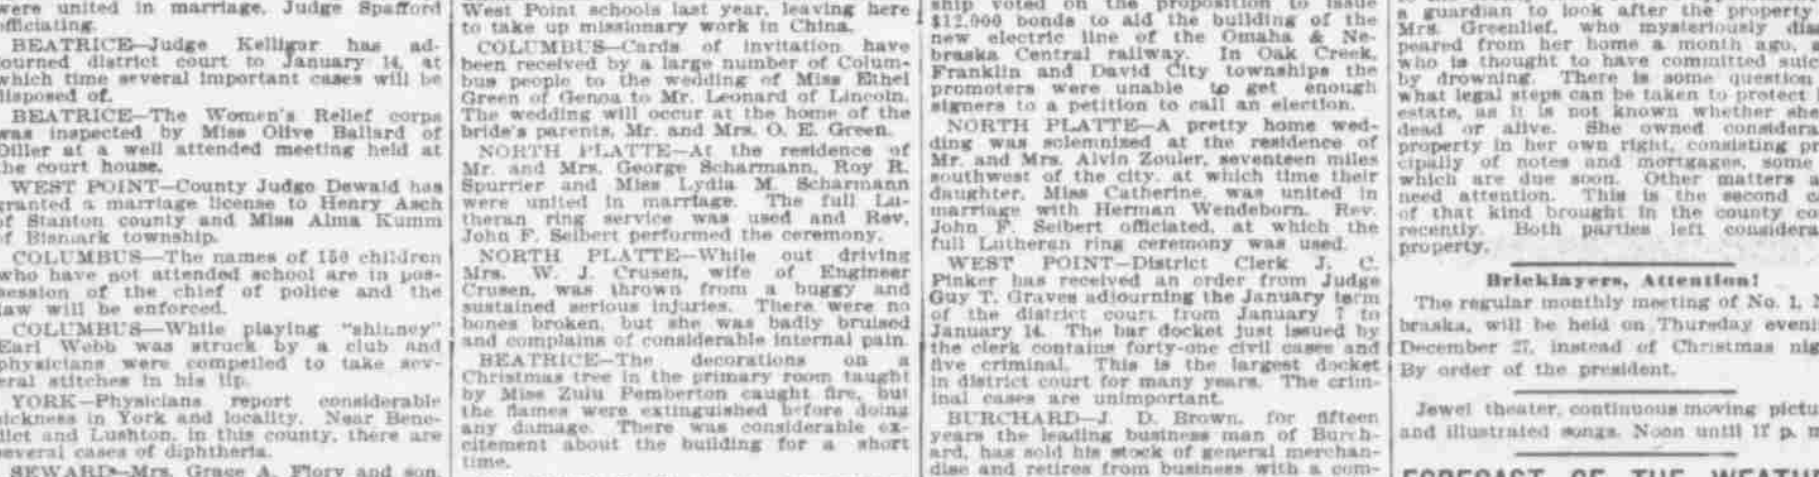 were united in marriage, Judge Spafford
officiating.
BEATRICE—Judge Kelligar has ad-
journed district court to January 14, at
which time several important cases will be
disposed of.
BEATRICE—The Women's Relief corps
was inspected by Miss Olive Ballard of
Diller at a well attended meeting held at
the court house.
WEST POINT—County Judge Dewald has
granted a marriage license to Henry Asch
of Stanton county and Miss Alma Kumm
of Bismark township.
COLUMBUS—The names of 150 children
who have not attended school are in pos-
session of the chief of police and the
law will be enforced.
COLUMBUS—While playing "shinney"
Earl Webb was struck by a club and
physicians were compelled to take sev-
eral stitches in his lip.
YORK—Physicians report considerable
sickness in York and locality. Near Bene-
dict and Lushton, in this county, there are
several cases of diphtheria.
SEWARD—Mrs. Grace A. Flory and son,
West Point schools last year, leaving here
to take up missionary work in China.
COLUMBUS—Cards of invitation have
been received by a large number of Colum-
bus people to the wedding of Miss Ethel
Green of Genoa to Mr. Leonard of Lincoln.
The wedding will occur at the home of the
bride's parents, Mr. and Mrs. O. E. Green.
NORTH PLATTE—At the residence of
Mr. and Mrs. George Scharmann, Roy R.
Spurrier and Miss Lydia M. Scharmann
were united in marriage. The full Lu-
theran ring service was used and Rev.
John F. Seibert performed the ceremony.
NORTH PLATTE—While out driving
Mrs. W. J. Crusen, wife of Engineer
Crusen, was thrown from a buggy and
sustained serious injuries. There were no
bones broken, but she was badly bruised
and complains of considerable internal pain.
BEATRICE—The decorations on a
Christmas tree in the primary room taught
by Miss Zulu Pemberton caught fire, but
the flames were extinguished before doing
any damage. There was considerable ex-
citement about the building for a short
time.
ship voted on the proposition to issue
$12,000 bonds to aid the building of the
new electric line of the Omaha & Ne-
braska Central railway. In Oak Creek,
Franklin and David City townships the
promoters were unable to get enough
signers to a petition to call an election.
NORTH PLATTE—A pretty home wed-
ding was solemnized at the residence of
Mr. and Mrs. Alvin Zouler, seventeen miles
southwest of the city, at which time their
daughter, Miss Catherine, was united in
marriage with Herman Wendeborn. Rev.
John F. Seibert officiated, at which the
full Lutheran ring ceremony was used.
WEST POINT—District Clerk J. C.
Pinker has received an order from Judge
Guy T. Graves adjourning the January term
of the district court from January 7 to
January 14. The bar docket just issued by
the clerk contains forty-one civil cases and
five criminal. This is the largest docket
in district court for many years. The crim-
inal cases are unimportant.
BURCHARD—J. D. Brown, for fifteen
years the leading business man of Burch-
ard, has sold his stock of general merchan-
dise and retires from business with a com-
a guardian to look after the property
Mrs. Greenlief, who mysteriously disa
peared from her home a month ago, a
who is thought to have committed suic
by drowning. There is some question
what legal steps can be taken to protect
estate, as it is not known whether she
dead or alive. She owned considera
property in her own right, consisting pr
cipally of notes and mortgages, some
which are due soon. Other matters a
need attention. This is the second c
of that kind brought in the county co
recently. Both parties left considera
property.
Bricklayers, Attention!
The regular monthly meeting of No. 1,
braska, will be held on Thursday eveni
December 27, instead of Christmas nig
By order of the president.
Jewel theater, continuous moving pictu
and illustrated songs. Noon until 11 p. m
FORECAST OF THE WEATHE